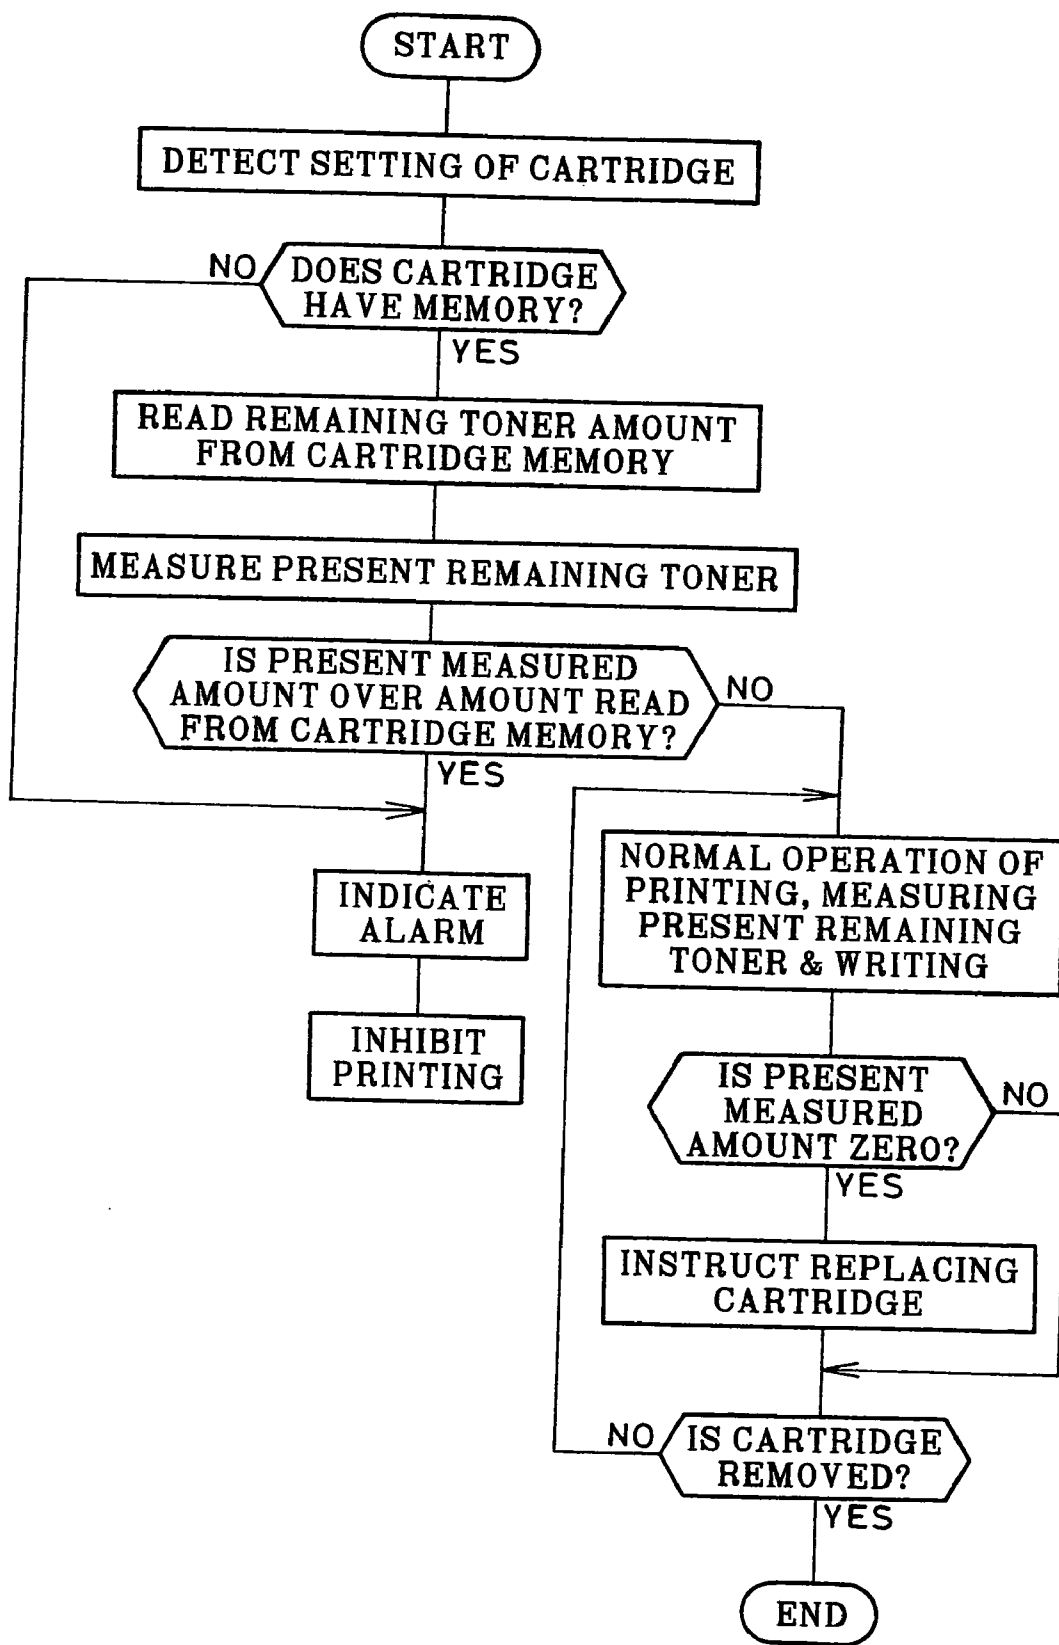 START
DETECT SETTING OF CARTRIDGE
NO
DOES CARTRIDGE
HAVE MEMORY?
YES
READ REMAINING TONER AMOUNT
FROM CARTRIDGE MEMORY
MEASURE PRESENT REMAINING TONER
IS PRESENT MEASURED
AMOUNT OVER AMOUNT READ
FROM CARTRIDGE MEMORY?
NO
YES
INDICATE
ALARM
INHIBIT
PRINTING
NORMAL OPERATION OF
PRINTING, MEASURING
PRESENT REMAINING
TONER & WRITING
IS PRESENT
MEASURED
AMOUNT ZERO?
NO
YES
INSTRUCT REPLACING
CARTRIDGE
NO
IS CARTRIDGE
REMOVED?
YES
END